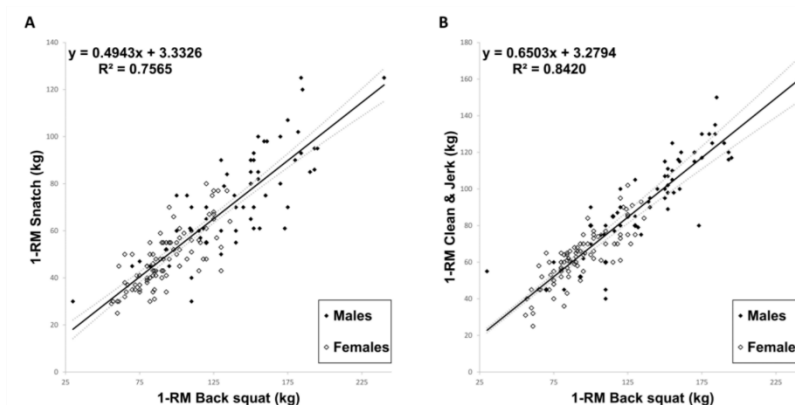 A
y = 0.4943x + 3.3326
R² = 0.7565
140
120
100
80
60
40
20
0
1-RM Snatch (kg)
25
75
125
175
225
1-RM Back squat (kg)
Males
Females
B
y = 0.6503x + 3.2794
R² = 0.8420
180
160
140
120
100
80
60
40
20
0
1-RM Clean & Jerk (kg)
25
75
125
175
225
1-RM Back squat (kg)
Males
Females